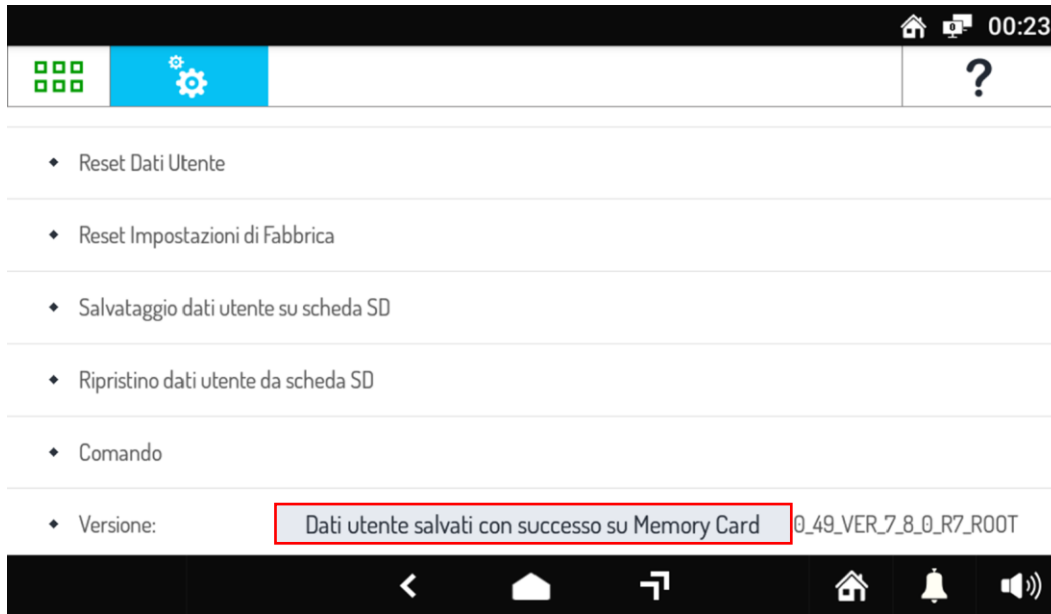 00:23
?
Reset Dati Utente
Reset Impostazioni di Fabbrica
Salvataggio dati utente su scheda SD
Ripristino dati utente da scheda SD
Comando
Versione: Dati utente salvati con successo su Memory Card 0_49_VER_7_8_0_R7_ROOT